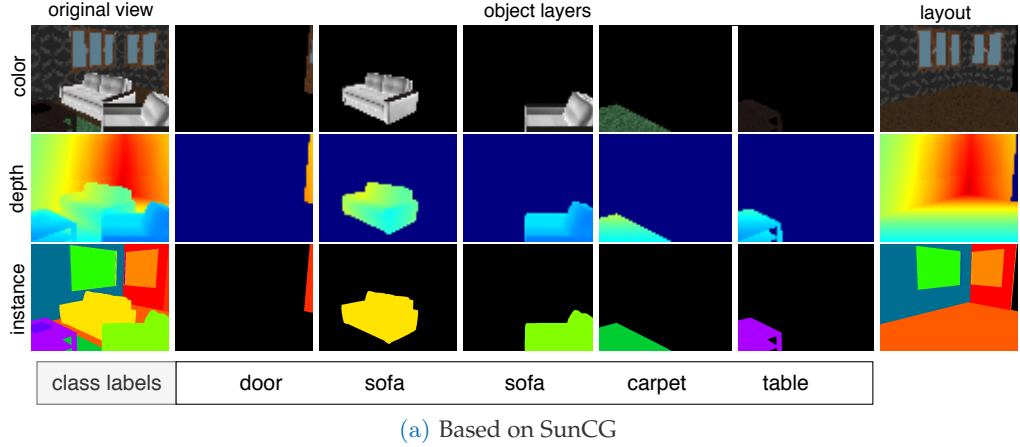 original view
object layers
layout
color
depth
instance
class labels door sofa sofa carpet table
(a) Based on SunCG